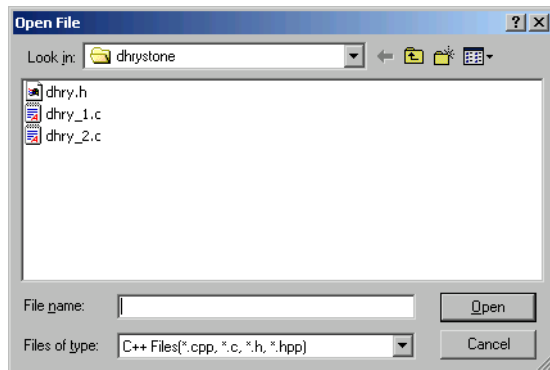 Open File
Look in: dhrystone
dhry.h
dhry_1.c
dhry_2.c
File name: Open
Files of type: C++ Files(*.cpp, *.c, *.h, *.hpp) Cancel